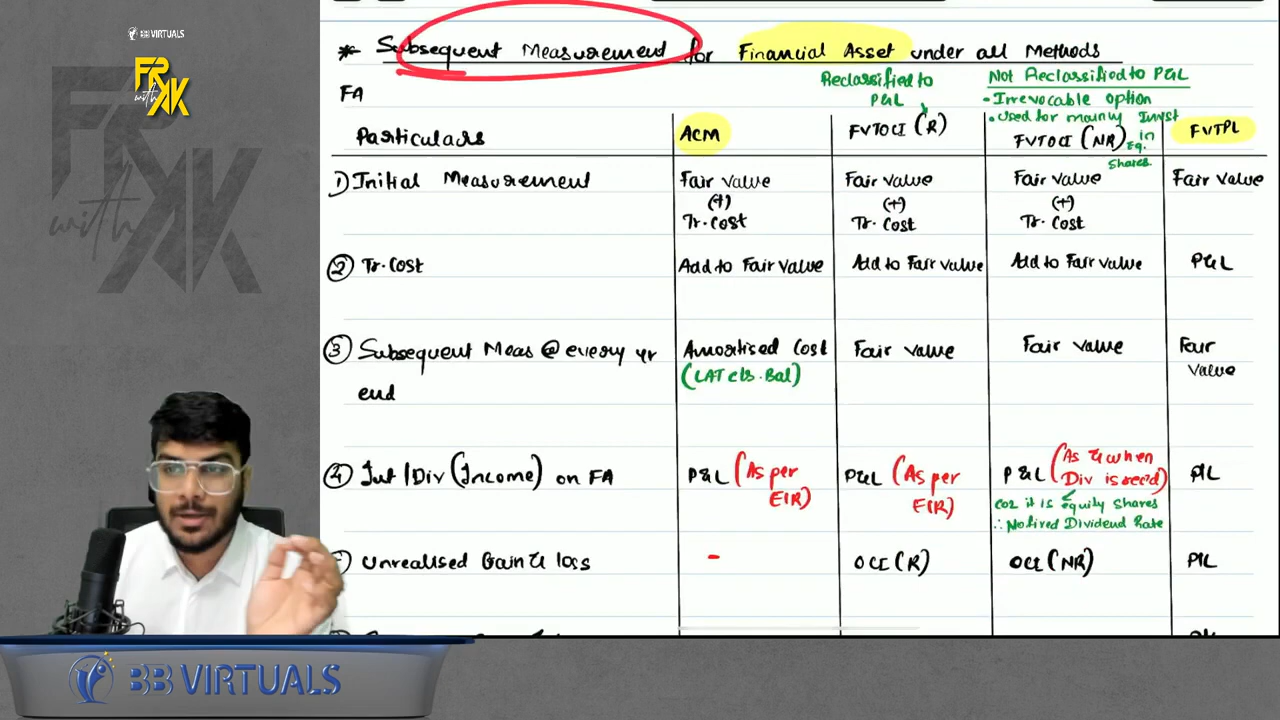 BB VIRTUALS
FR
with
AK
FR
with
AK
* Subsequent Measurement for Financial Asset under all Methods
FA
Reclassified to
P&L
Not Reclassified to P&L
• Irrevocable option
• Used for mainly Invst
in
Eq.
Shares
Particulars ACM FVTOCI (R) FVTOCI (NR) FVTPL
1) Initial Measurement Fair value Fair value Fair value Fair value
(+) (+) (+)
Tr. Cost Tr. Cost Tr. Cost
② Tr. Cost Add to Fair Value Add to Fair Value Add to Fair Value P&L
③ Subsequent Meas @ every yr Amortised Cost Fair value Fair value Fair
end (LAT cls. Bal) Value
④ Int / Div (Income) on FA P&L (As per P&L (As per P&L (As & when P/L
EIR) EIR) Div is recd)
coz it is equity shares
∴ No fixed Dividend Rate
Unrealised Gain & loss - OCI (R) OCI (NR) P/L
BB VIRTUALS